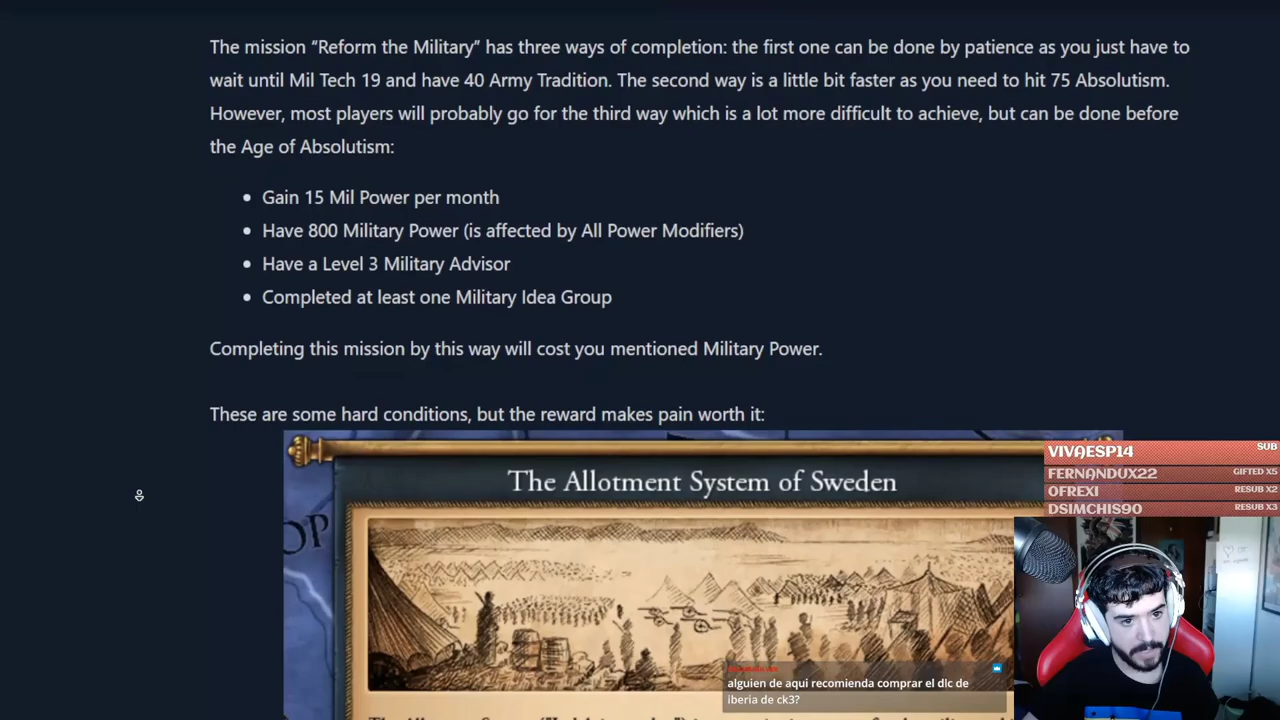 The mission “Reform the Military” has three ways of completion: the first one can be done by patience as you just have to
wait until Mil Tech 19 and have 40 Army Tradition. The second way is a little bit faster as you need to hit 75 Absolutism.
However, most players will probably go for the third way which is a lot more difficult to achieve, but can be done before
the Age of Absolutism:
Gain 15 Mil Power per month
Have 800 Military Power (is affected by All Power Modifiers)
Have a Level 3 Military Advisor
Completed at least one Military Idea Group
Completing this mission by this way will cost you mentioned Military Power.
These are some hard conditions, but the reward makes pain worth it:
The Allotment System of Sweden
OP
VIVAESP14 SUB
FERNANDUX22 GIFTED X5
OFREXI RESUB X2
DSIMCHIS90 RESUB X3
alguien de aqui recomienda comprar el dlc de
iberia de ck3?